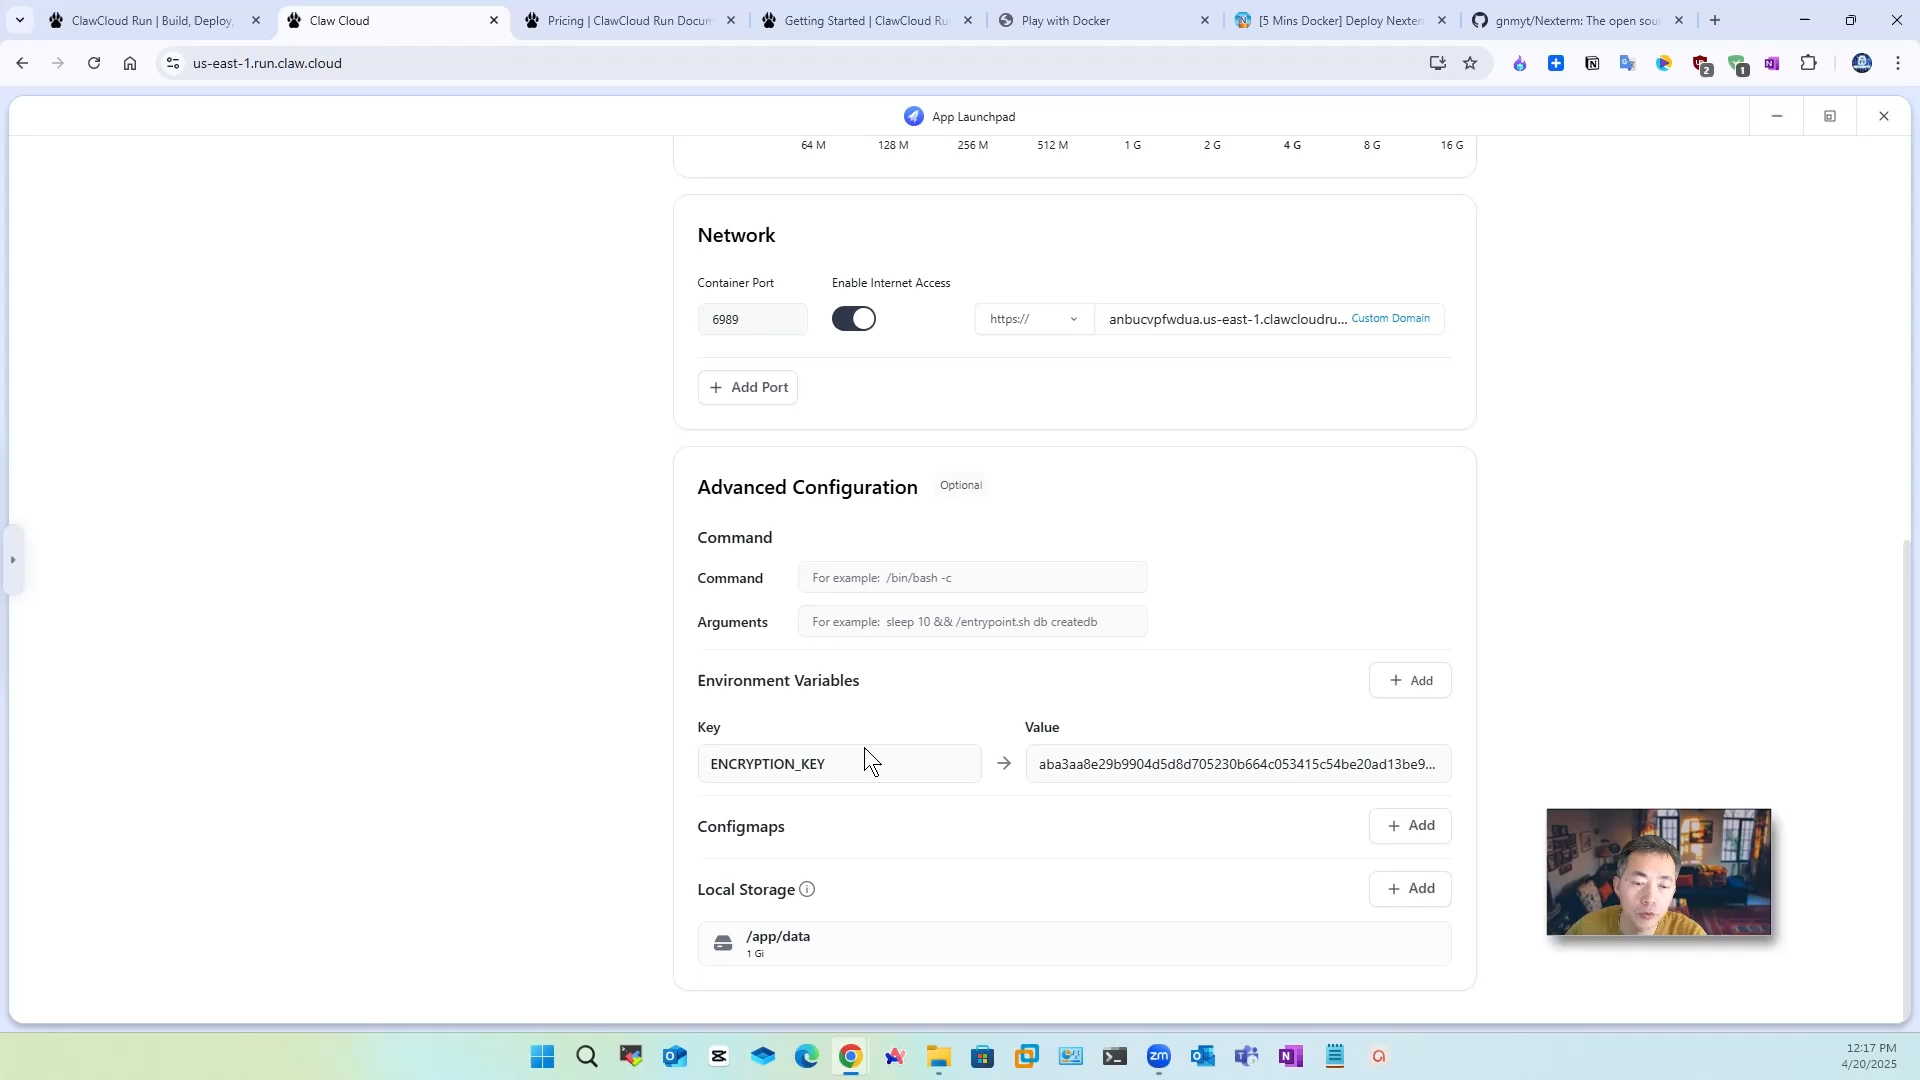 ClawCloud Run | Build, Deploy,
Claw Cloud
Pricing | ClawCloud Run Docum
Getting Started | ClawCloud Ru
Play with Docker
[5 Mins Docker] Deploy Nexter
gnmyt/Nexterm: The open sou
us-east-1.run.claw.cloud
2
1
App Launchpad
64 M
128 M
256 M
512 M
1 G
2 G
4 G
8 G
16 G
Network
Container Port
Enable Internet Access
6989
https://
anbucvpfwdua.us-east-1.clawcloudru...
Custom Domain
Add Port
Advanced Configuration
Optional
Command
Command
For example: /bin/bash -c
Arguments
For example: sleep 10 && /entrypoint.sh db createdb
Environment Variables
Add
Key
Value
ENCRYPTION_KEY
aba3aa8e29b9904d5d8d705230b664c053415c54be20ad13be9...
Configmaps
Add
Local Storage
Add
/app/data
1 Gi
zm
12:17 PM
4/20/2025